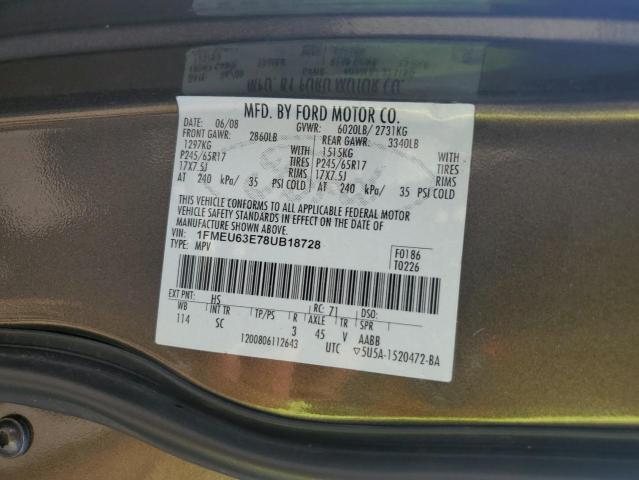 MFD. BY FORD MOTOR CO.
DATE: 06/08 GVWR: 6020LB/ 2731KG
FRONT GAWR: 2860LB REAR GAWR: 3340LB
1297KG WITH 1515KG WITH
P245/65R17 TIRES P245/65R17 TIRES
17X7.5J RIMS 17X7.5J RIMS
AT 240 kPa/ 35 PSI COLD AT 240 kPa/ 35 PSI COLD
THIS VEHICLE CONFORMS TO ALL APPLICABLE FEDERAL MOTOR
VEHICLE SAFETY STANDARDS IN EFFECT ON THE DATE OF
MANUFACTURE SHOWN ABOVE.
VIN: 1FMEU63E78UB18728
TYPE: MPV
F0186
T0226
EXT PNT: HS RC: 71 DSO:
WB INT TR TP/PS R AXLE TR SPR
114 SC 3 45 V AABB
1200806112643 UTC ▽5U5A-1520472-BA